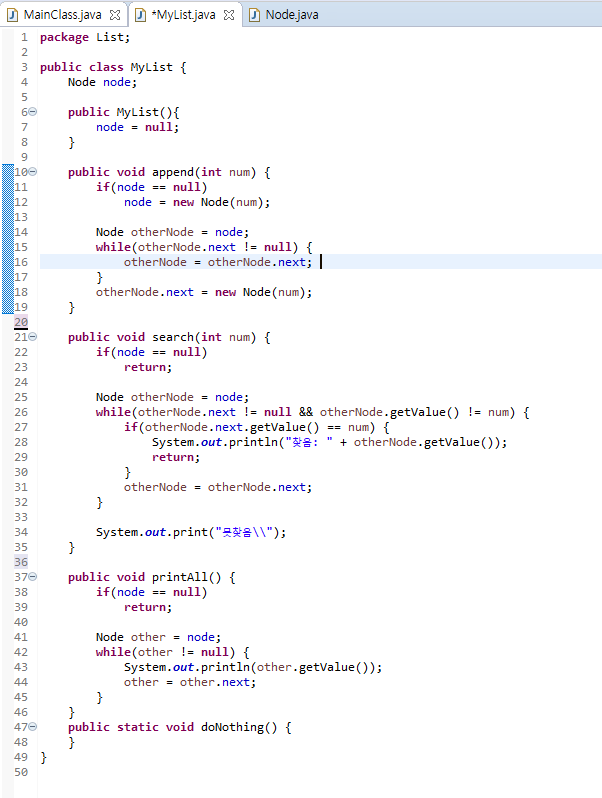 MainClass.java *MyList.java Node.java
1 package List;
2
3 public class MyList {
4     Node node;
5
6     public MyList(){
7         node = null;
8     }
9
10     public void append(int num) {
11         if(node == null)
12             node = new Node(num);
13
14         Node otherNode = node;
15         while(otherNode.next != null) {
16             otherNode = otherNode.next;
17         }
18         otherNode.next = new Node(num);
19     }
20
21     public void search(int num) {
22         if(node == null)
23             return;
24
25         Node otherNode = node;
26         while(otherNode.next != null && otherNode.getValue() != num) {
27             if(otherNode.next.getValue() == num) {
28                 System.out.println("찾음: " + otherNode.getValue());
29                 return;
30             }
31             otherNode = otherNode.next;
32         }
33
34         System.out.print("못찾음\\");
35     }
36
37     public void printAll() {
38         if(node == null)
39             return;
40
41         Node other = node;
42         while(other != null) {
43             System.out.println(other.getValue());
44             other = other.next;
45         }
46     }
47     public static void doNothing() {
48     }
49 }
50